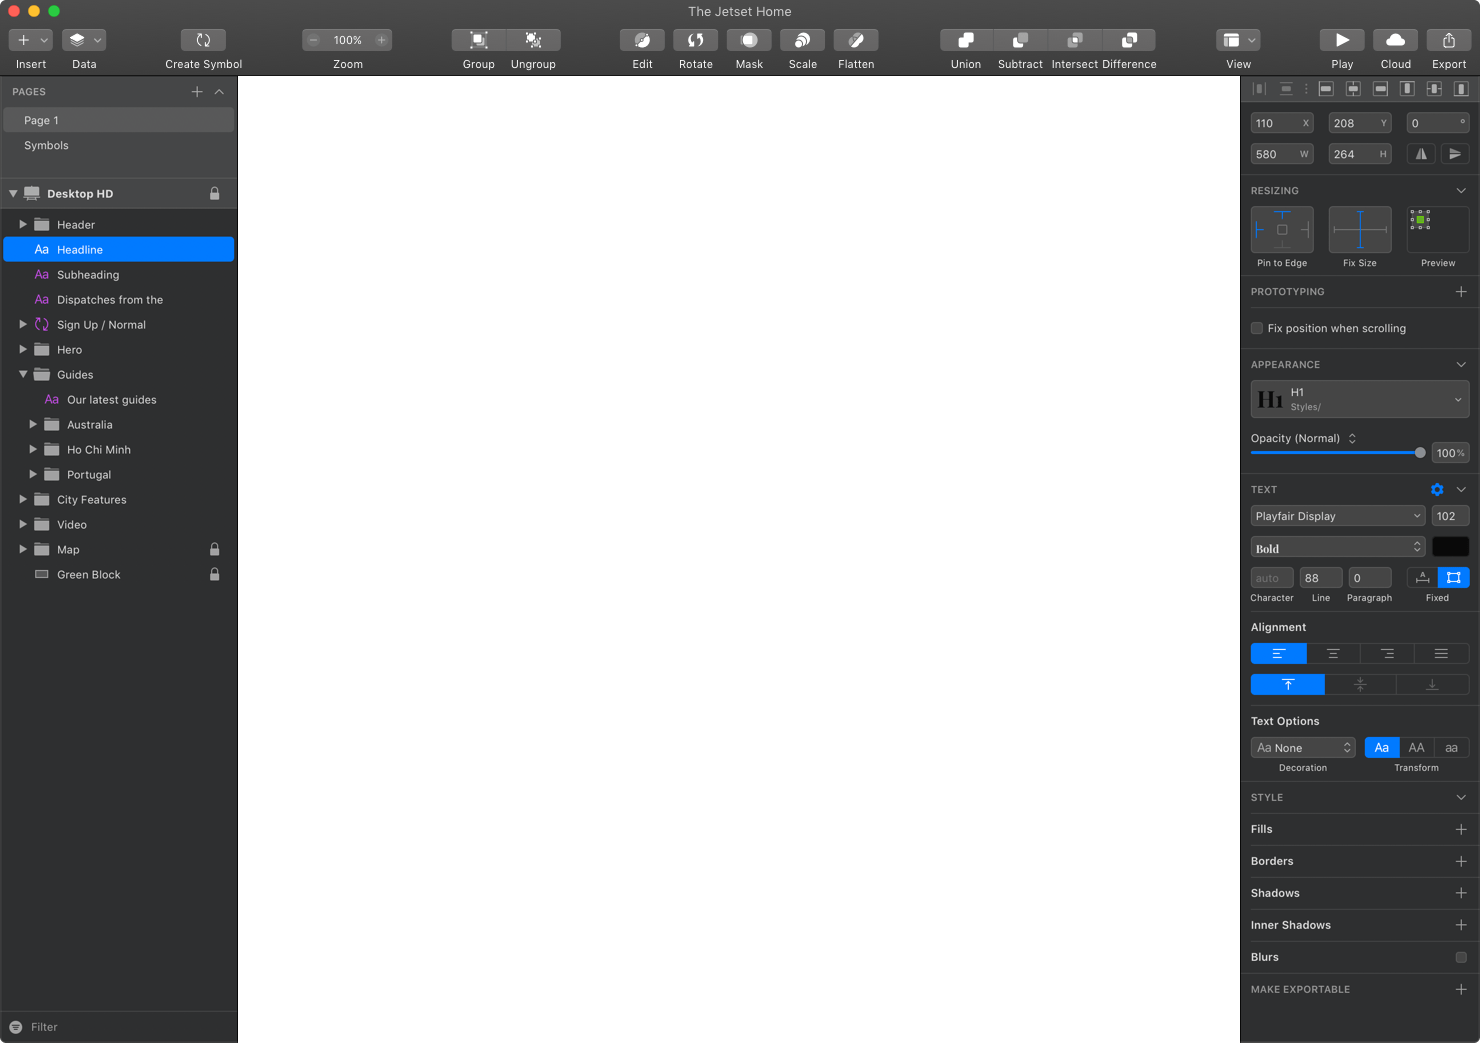 The Jetset Home
100%
Insert Data Create Symbol Zoom Group Ungroup Edit Rotate Mask Scale Flatten Union Subtract Intersect Difference View Play Cloud Export
PAGES
Page 1
Symbols
Desktop HD
Header
Aa Headline
Aa Subheading
Aa Dispatches from the
Sign Up / Normal
Hero
Guides
Aa Our latest guides
Australia
Ho Chi Minh
Portugal
City Features
Video
Map
Green Block
Filter
110 X 208 Y 0 °
580 W 264 H
RESIZING
Pin to Edge Fix Size Preview
PROTOTYPING
Fix position when scrolling
APPEARANCE
H1 H1
Styles/
Opacity (Normal)
100%
TEXT
Playfair Display 102
Bold
auto 88 0 A
Character Line Paragraph Fixed
Alignment
Text Options
Aa None Aa AA aa
Decoration Transform
STYLE
Fills
Borders
Shadows
Inner Shadows
Blurs
MAKE EXPORTABLE